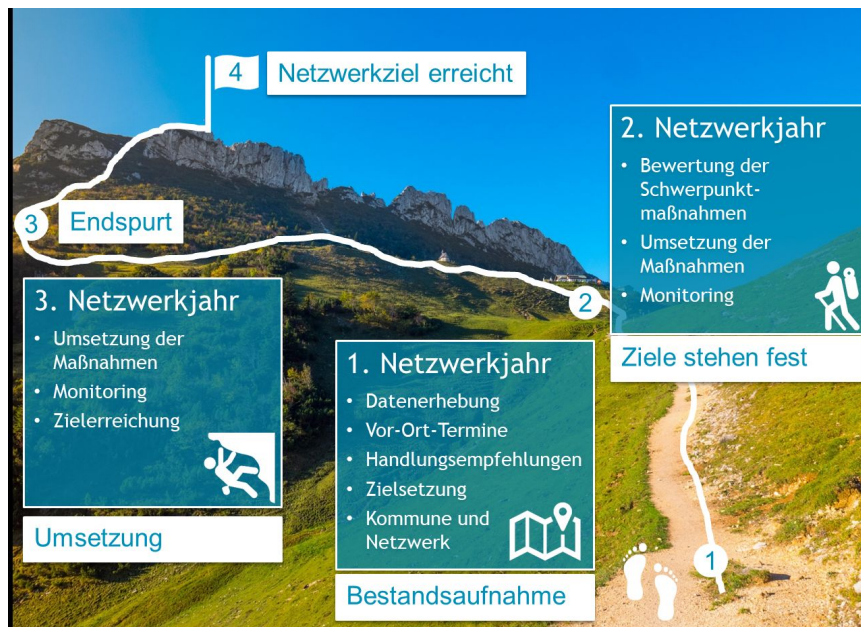 4
Netzwerkziel erreicht
2. Netzwerkjahr
• Bewertung der
Schwerpunkt-
maßnahmen
• Umsetzung der
Maßnahmen
• Monitoring
Ziele stehen fest
3
Endspurt
2
3. Netzwerkjahr
• Umsetzung der
Maßnahmen
• Monitoring
• Zielerreichung
Umsetzung
1. Netzwerkjahr
• Datenerhebung
• Vor-Ort-Termine
• Handlungsempfehlungen
• Zielsetzung
• Kommune und
Netzwerk
Bestandsaufnahme
1